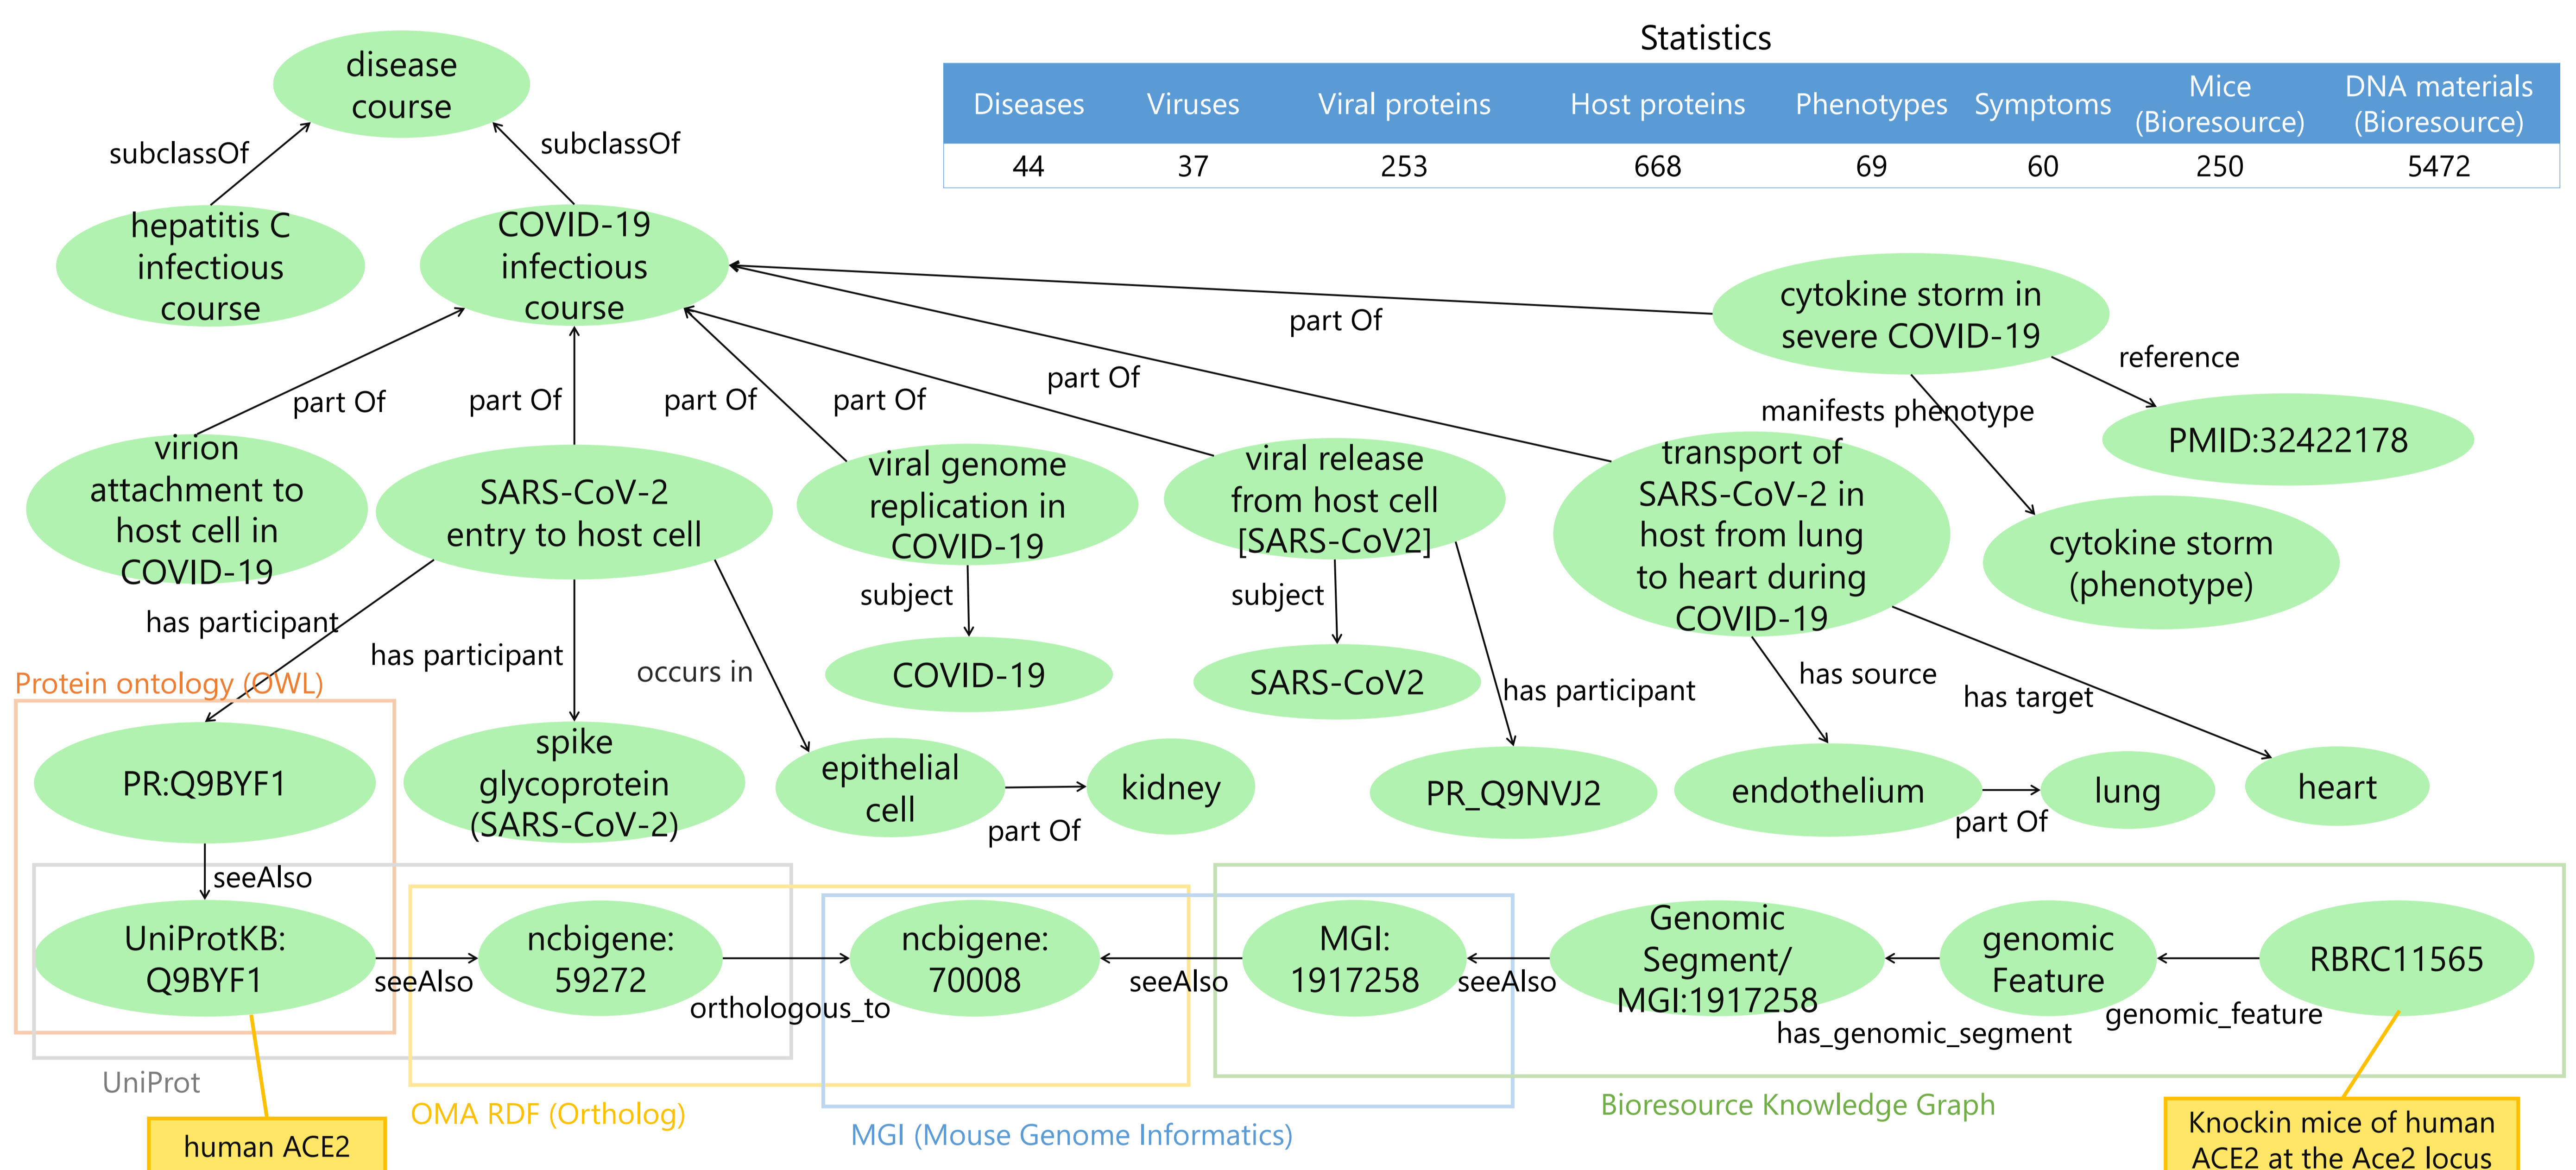 Statistics
Diseases
Viruses
Viral proteins
Host proteins
Phenotypes
Symptoms
Mice
(Bioresource)
DNA materials
(Bioresource)
44
37
253
668
69
60
250
5472
disease
course
subclassOf
subclassOf
hepatitis C
infectious
course
COVID-19
infectious
course
cytokine storm in
severe COVID-19
part Of
reference
part Of
part Of
part Of
part Of
part Of
manifests phenotype
PMID:32422178
virion
attachment to
host cell in
COVID-19
SARS-CoV-2
entry to host cell
viral genome
replication in
COVID-19
viral release
from host cell
[SARS-CoV2]
transport of
SARS-CoV-2 in
host from lung
to heart during
COVID-19
cytokine storm
(phenotype)
has participant
has participant
occurs in
subject
subject
has participant
has source
has target
COVID-19
SARS-CoV2
Protein ontology (OWL)
PR:Q9BYF1
spike
glycoprotein
(SARS-CoV-2)
epithelial
cell
part Of
kidney
PR_Q9NVJ2
endothelium
part Of
lung
heart
seeAlso
UniProtKB:
Q9BYF1
seeAlso
ncbigene:
59272
orthologous_to
ncbigene:
70008
seeAlso
MGI:
1917258
seeAlso
Genomic
Segment/
MGI:1917258
has_genomic_segment
genomic
Feature
genomic_feature
RBRC11565
UniProt
OMA RDF (Ortholog)
MGI (Mouse Genome Informatics)
Bioresource Knowledge Graph
human ACE2
Knockin mice of human
ACE2 at the Ace2 locus